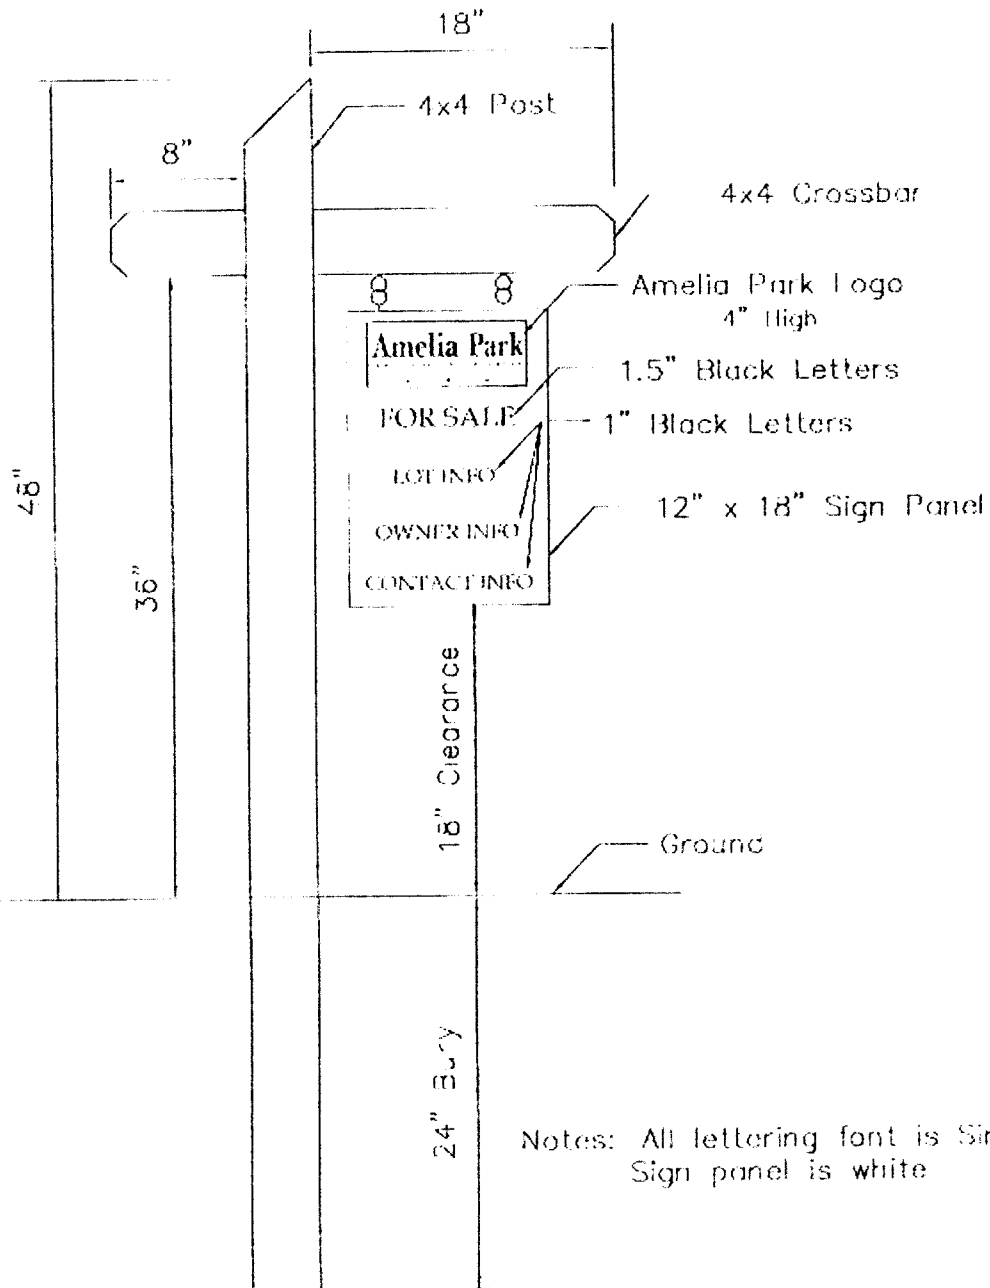 18"
4x4 Post
8"
4x4 Crossbar
Amelia Park Logo
4" High
Amelia Park
1.5" Black Letters
FOR SALE
1" Black Letters
LOT INFO
48"
12" x 18" Sign Panel
OWNER INFO
36"
CONTACT INFO
18" Clearance
Ground
24" Bury
Notes: All lettering font is
Sign panel is white